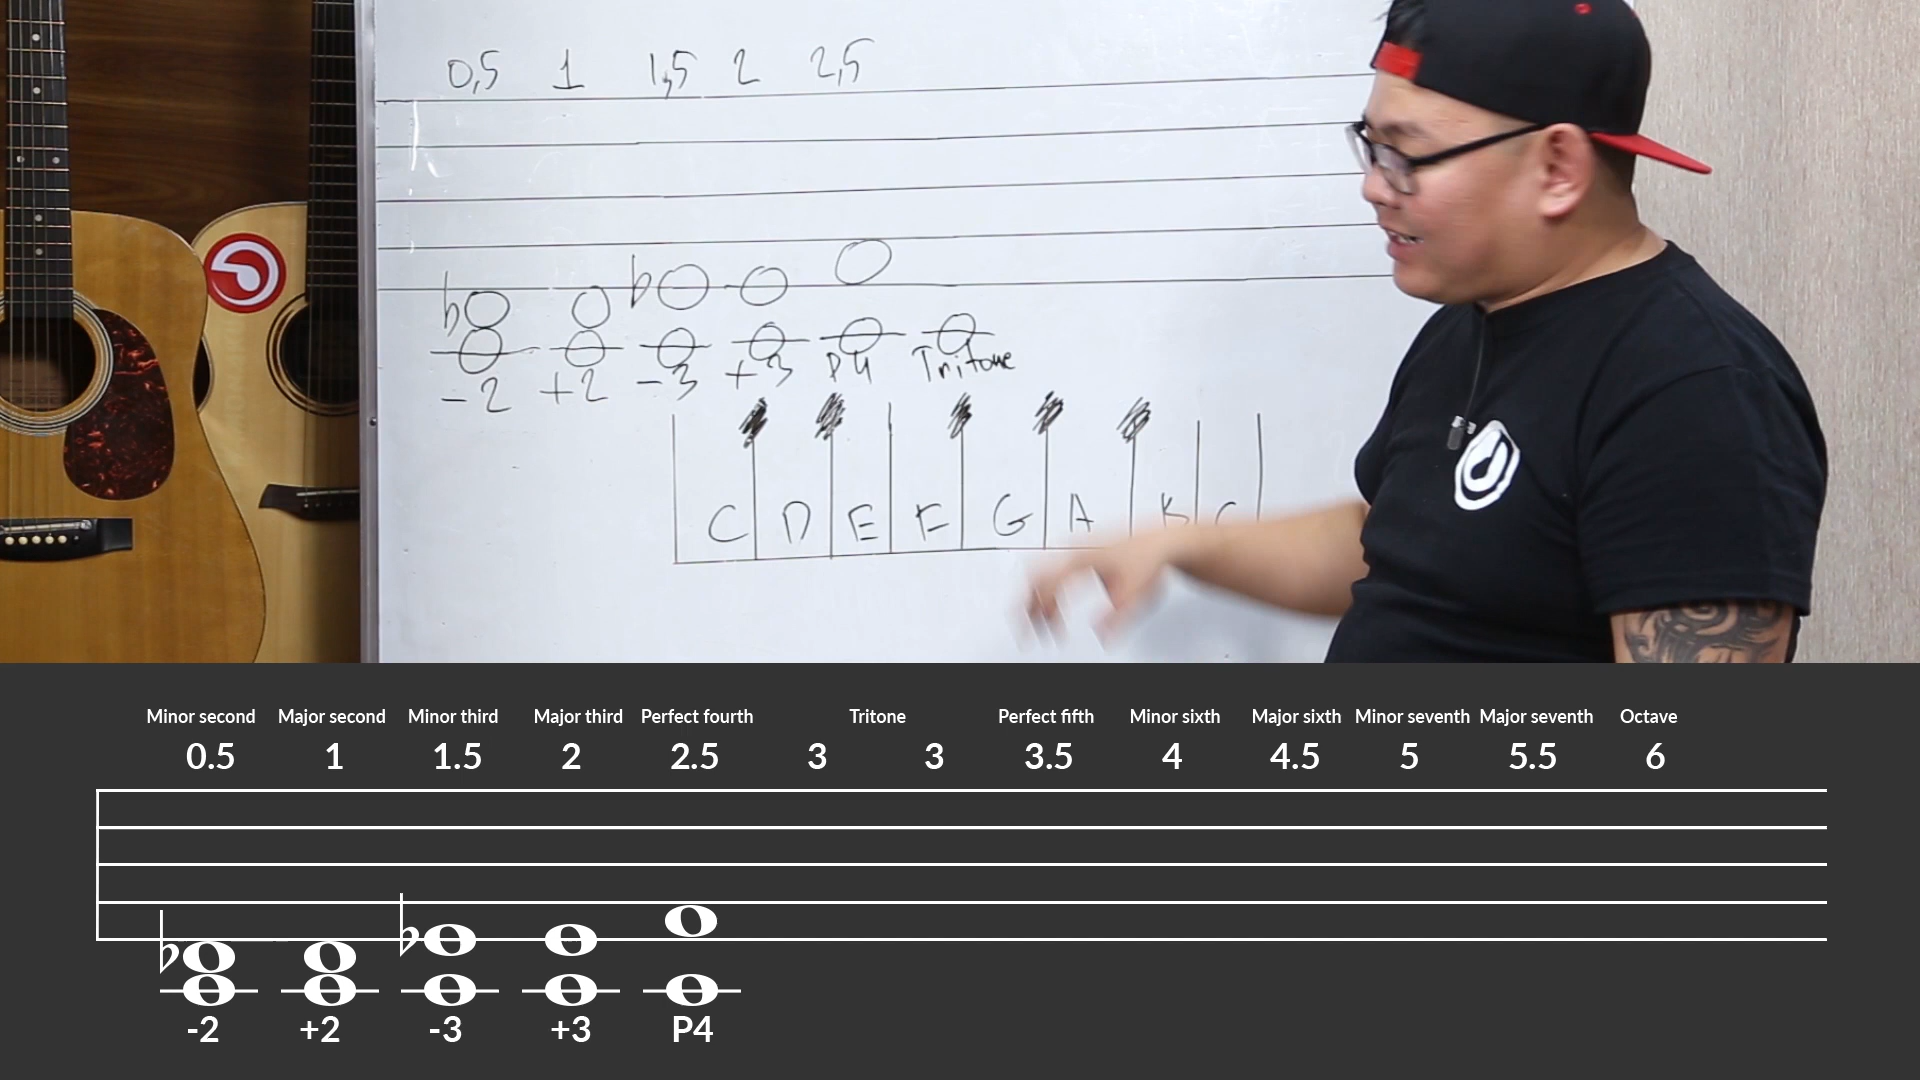 0,5 1 1,5 2 2,5
b b
-2 +2 -3 +3 P4 Tritone
C D E F G A B C
Minor second Major second Minor third Major third Perfect fourth Tritone Perfect fifth Minor sixth Major sixth Minor seventh Major seventh Octave
0.5 1 1.5 2 2.5 3 3 3.5 4 4.5 5 5.5 6
♭ ♭
-2 +2 -3 +3 P4